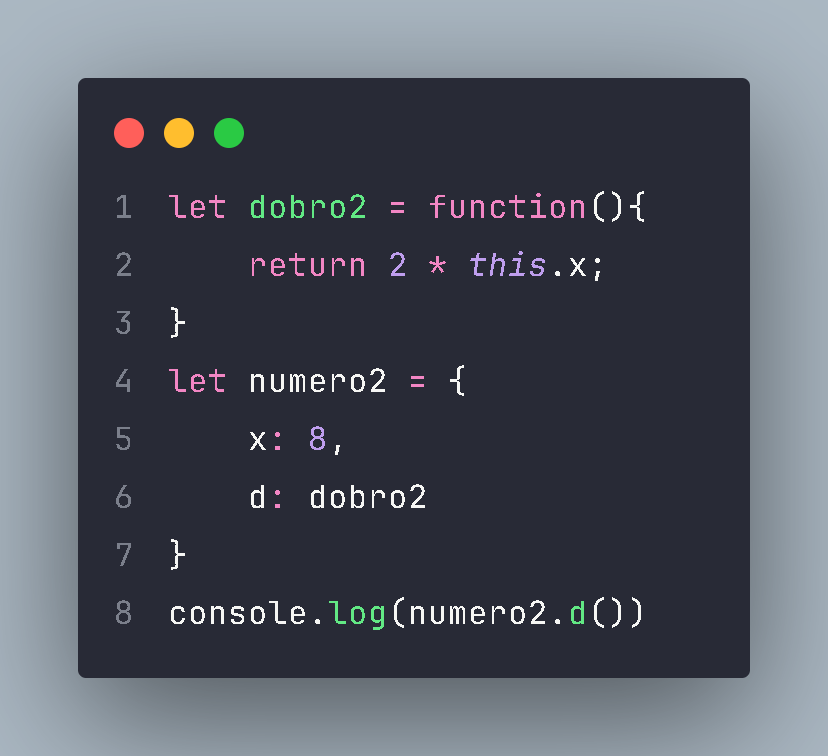 1 let dobro2 = function(){
2     return 2 * this.x;
3 }
4 let numero2 = {
5     x: 8,
6     d: dobro2
7 }
8 console.log(numero2.d())